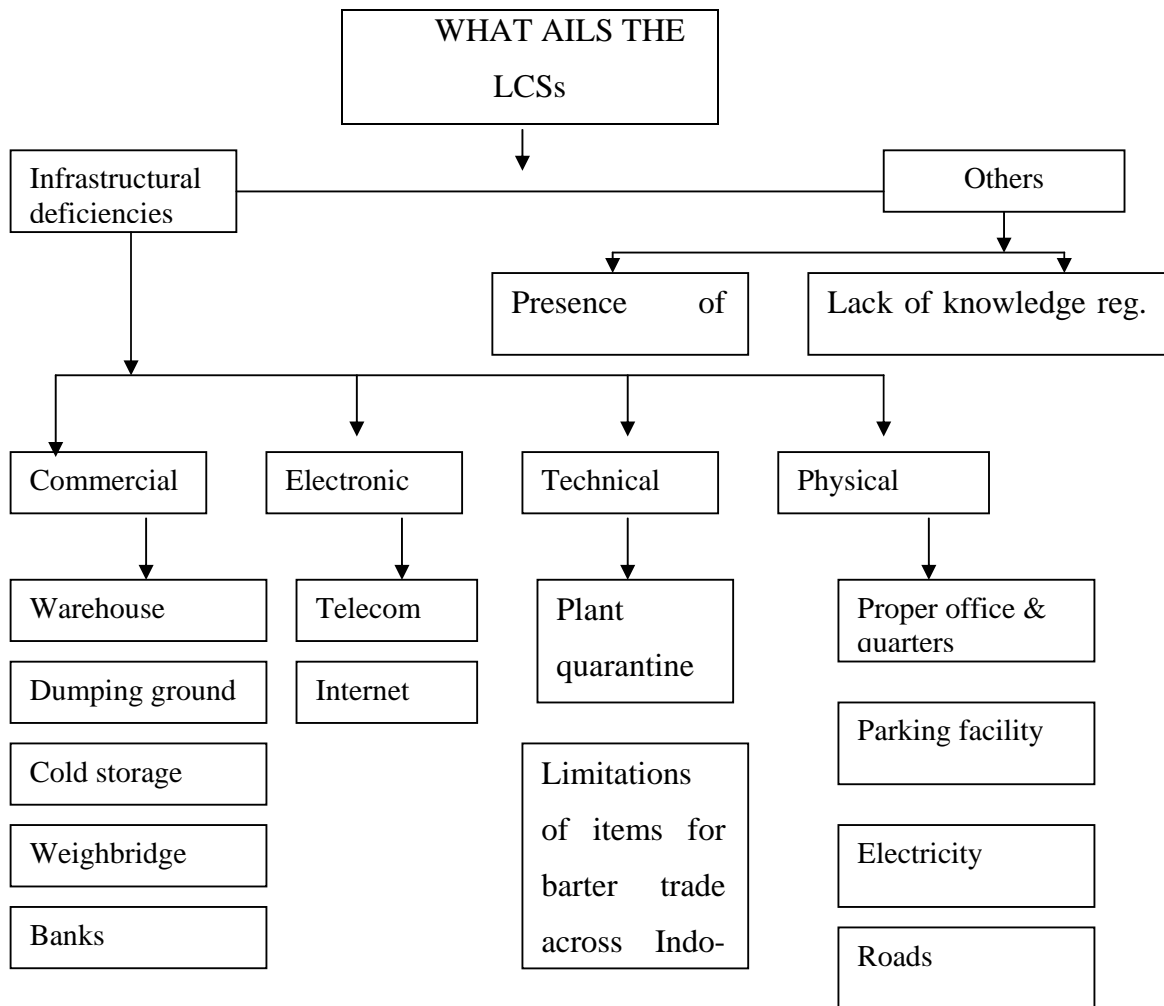 WHAT AILS THE
LCSs
Infrastructural
deficiencies
Others
Presence of
Lack of knowledge reg.
Commercial
Electronic
Technical
Physical
Warehouse
Dumping ground
Cold storage
Weighbridge
Banks
Telecom
Internet
Plant
quarantine
Limitations
of items for
barter trade
across Indo-
Proper office &
quarters
Parking facility
Electricity
Roads